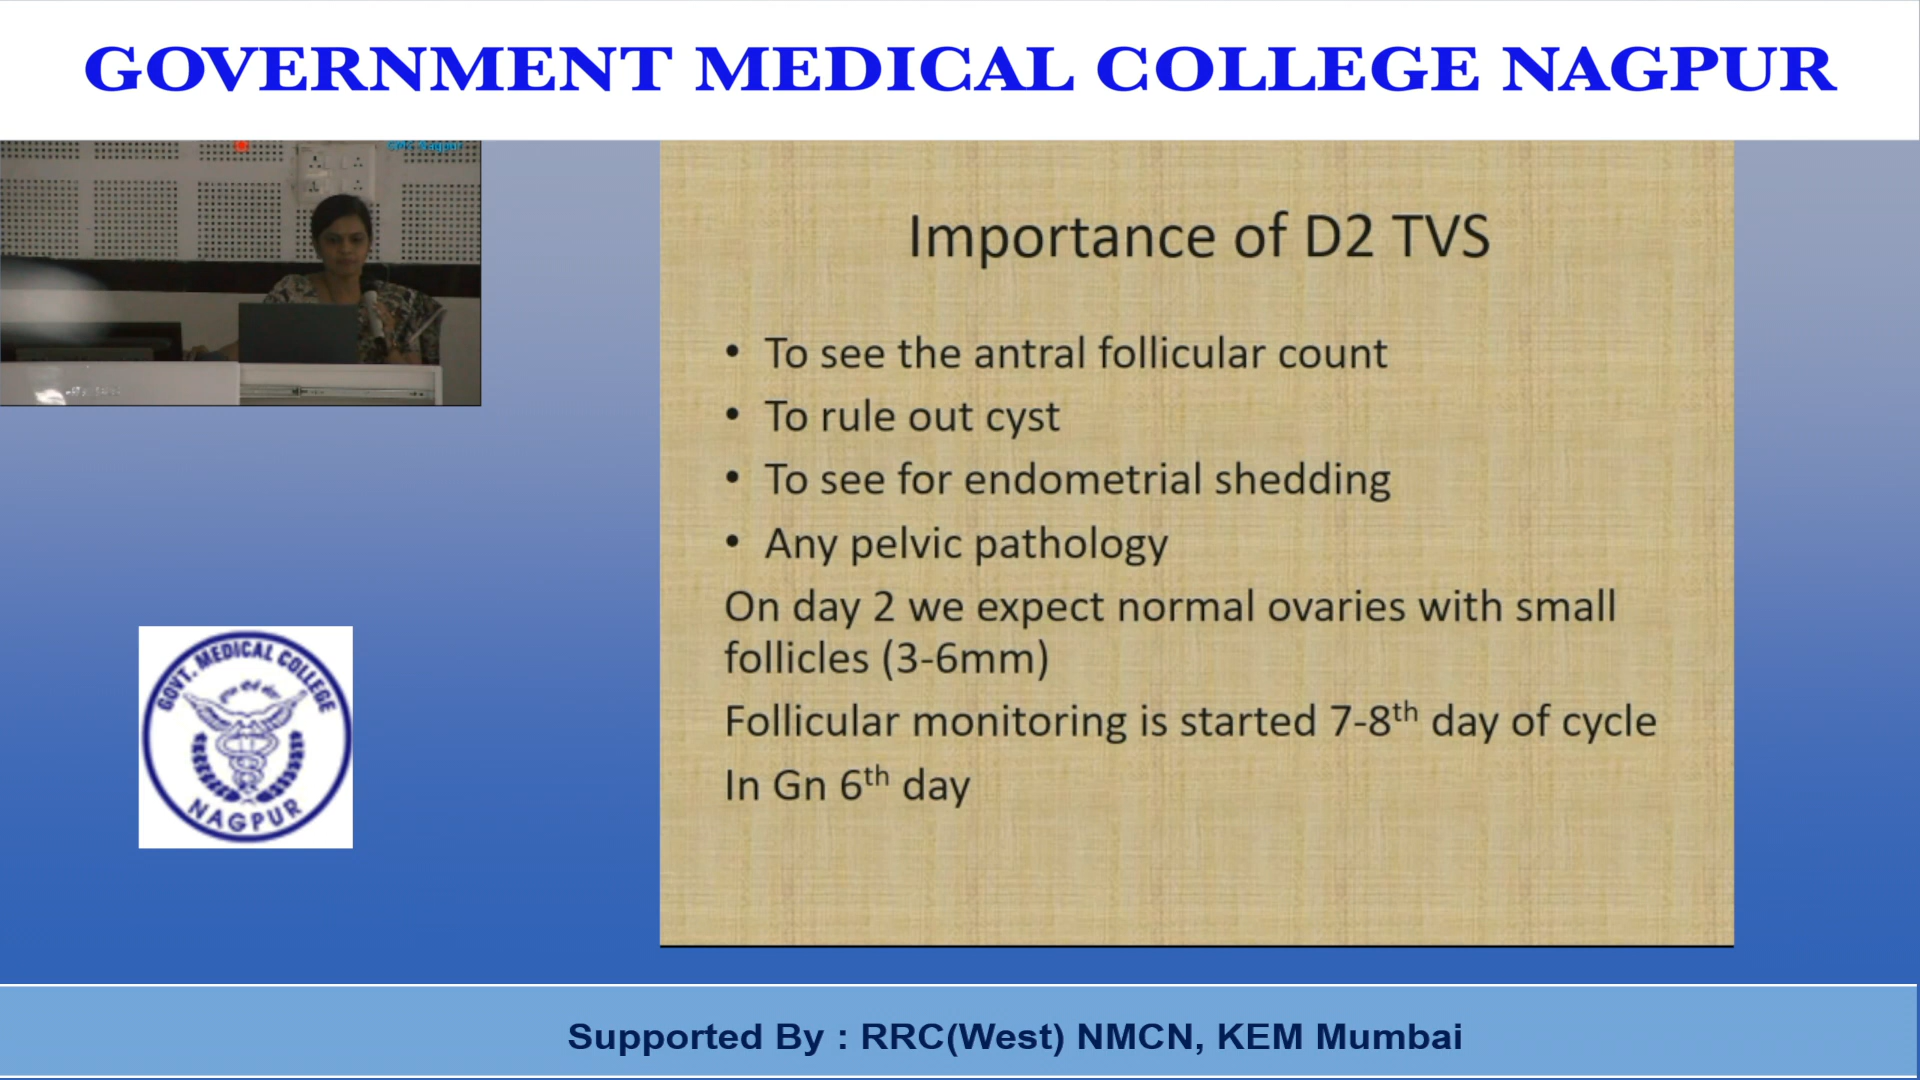 GOVERNMENT MEDICAL COLLEGE NAGPUR
GMC Nagpur
Importance of D2 TVS
• To see the antral follicular count
• To rule out cyst
• To see for endometrial shedding
• Any pelvic pathology
On day 2 we expect normal ovaries with small
follicles (3-6mm)
Follicular monitoring is started 7-8th day of cycle
In Gn 6th day
GOVT. MEDICAL COLLEGE
NAGPUR
Supported By : RRC(West) NMCN, KEM Mumbai